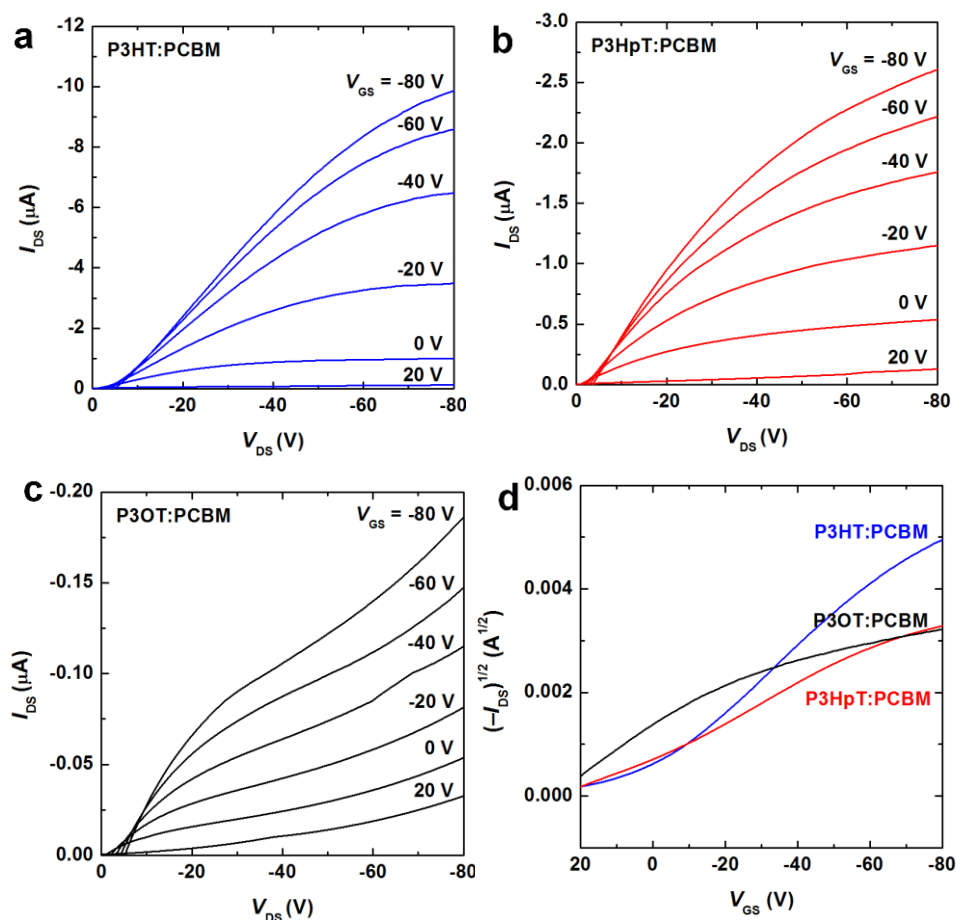 a
P3HT:PCBM
V_GS = -80 V
-60 V
-40 V
-20 V
0 V
20 V
-12
-10
-8
-6
-4
-2
0
I_DS (μA)
0 -20 -40 -60 -80
V_DS (V)
b
P3HpT:PCBM
V_GS = -80 V
-60 V
-40 V
-20 V
0 V
20 V
-3.0
-2.5
-2.0
-1.5
-1.0
-0.5
0.0
I_DS (μA)
0 -20 -40 -60 -80
V_DS (V)
c
P3OT:PCBM
V_GS = -80 V
-60 V
-40 V
-20 V
0 V
20 V
-0.20
-0.15
-0.10
-0.05
0.00
I_DS (μA)
0 -20 -40 -60 -80
V_DS (V)
d
P3HT:PCBM
P3OT:PCBM
P3HpT:PCBM
0.006
0.004
0.002
0.000
(–I_DS)^1/2 (A^1/2)
20 0 -20 -40 -60 -80
V_GS (V)